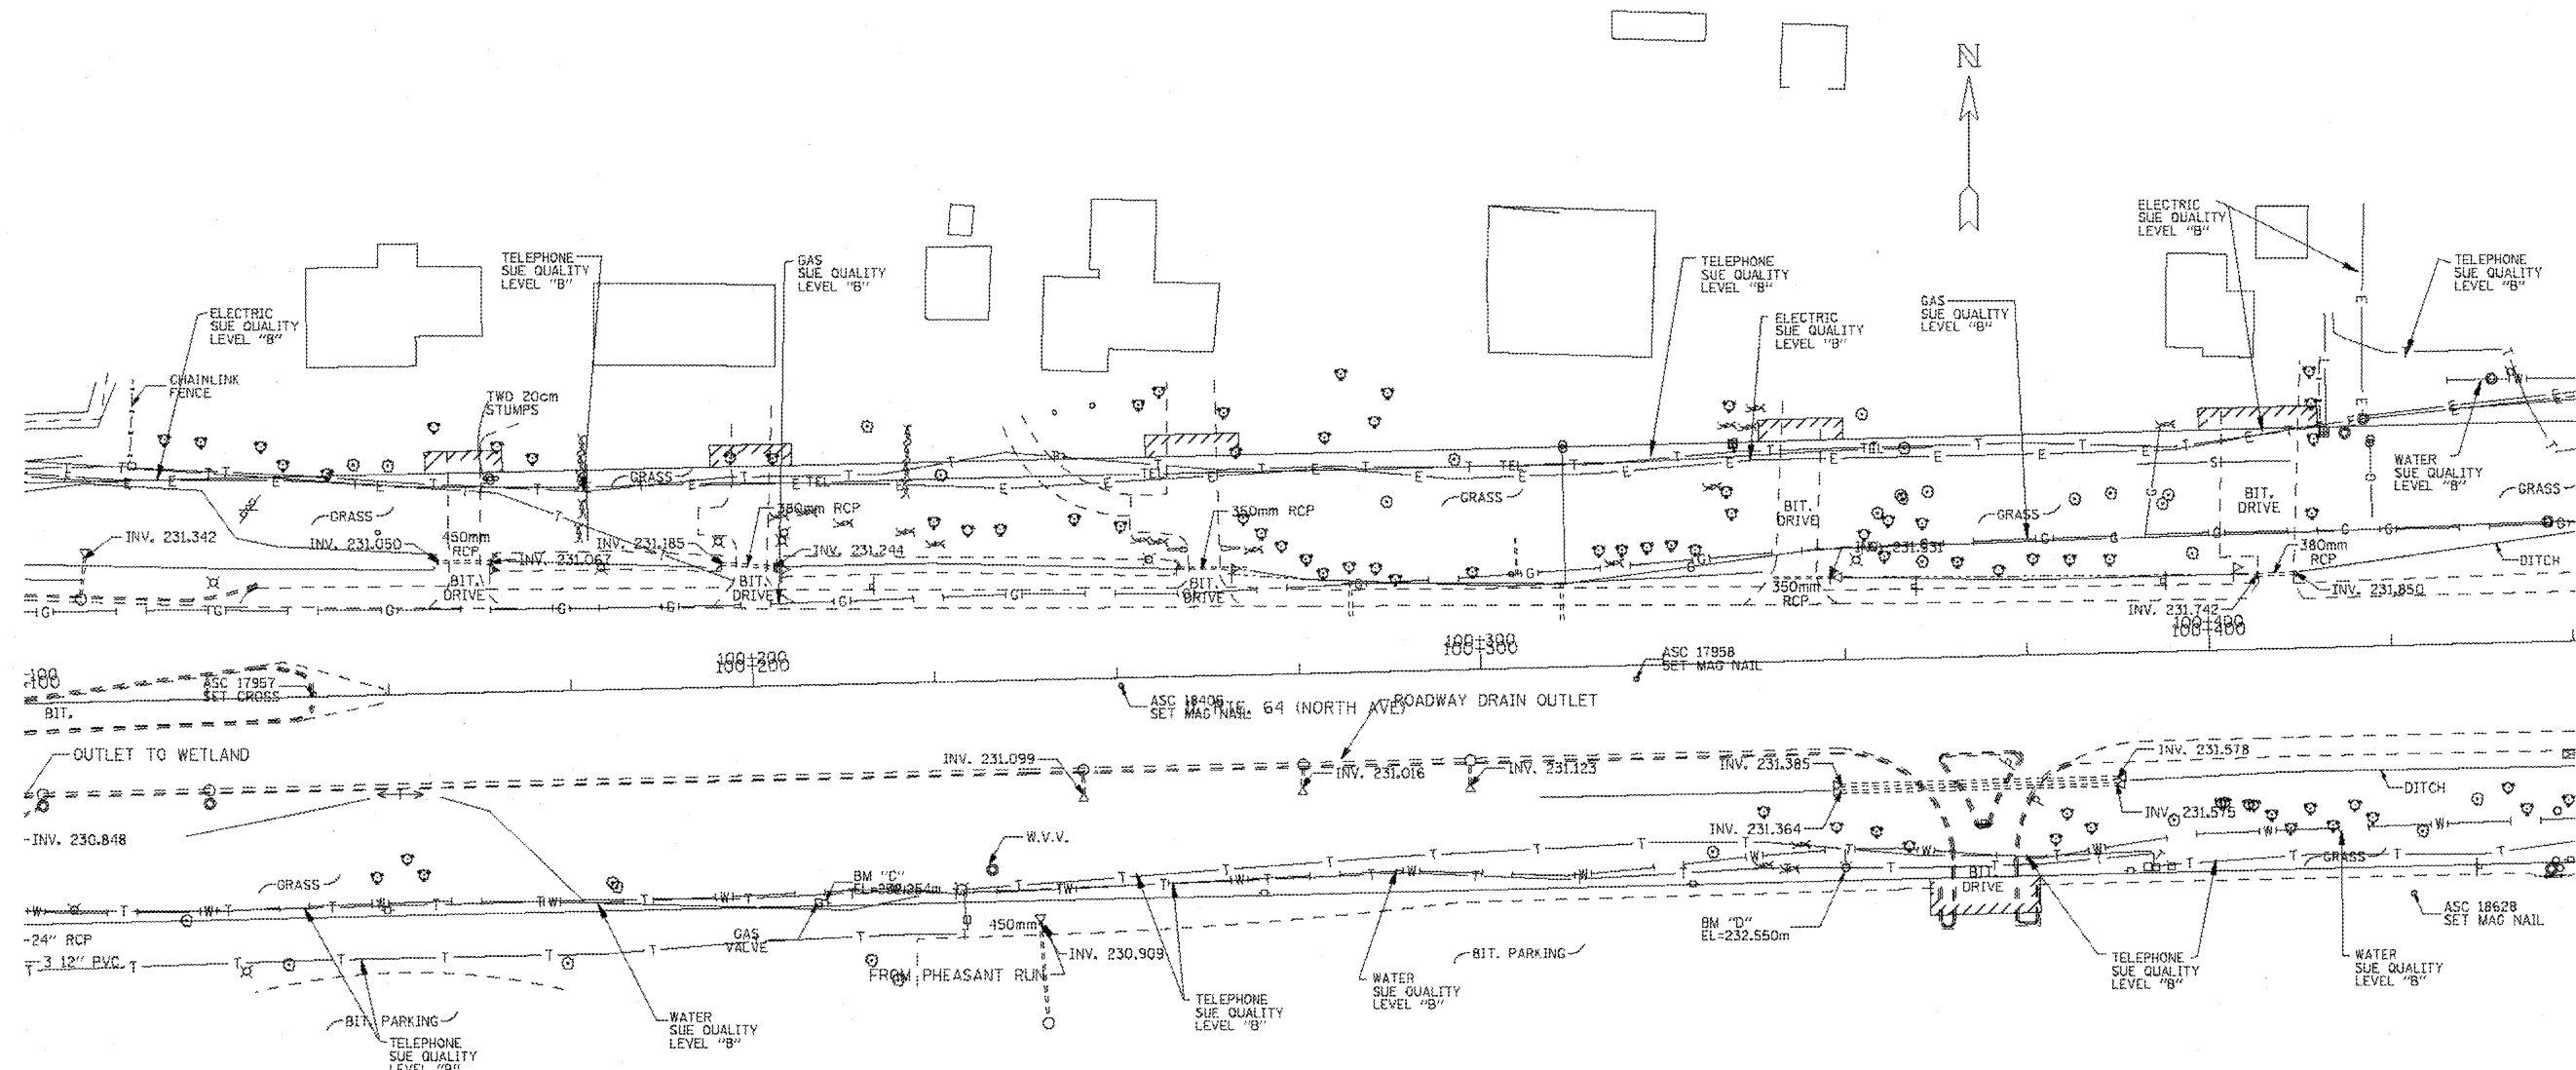 N
ELECTRIC
SUE QUALITY
LEVEL "B"
TELEPHONE
SUE QUALITY
LEVEL "B"
GAS
SUE QUALITY
LEVEL "B"
TELEPHONE
SUE QUALITY
LEVEL "B"
TELEPHONE
SUE QUALITY
LEVEL "B"
ELECTRIC
SUE QUALITY
LEVEL "B"
ELECTRIC
SUE QUALITY
LEVEL "B"
GAS
SUE QUALITY
LEVEL "B"
CHAINLINK
FENCE
TWO 20cm
STUMPS
WATER
SUE QUALITY
LEVEL "B"
GRASS
GRASS
GRASS
GRASS
GRASS
BIT.
DRIVE
BIT.
DRIVE
380mm RCP
350mm RCP
INV. 231.342
INV. 231.050
450mm
RCP
INV. 231.067
INV. 231.185
INV. 231.244
380mm
RCP
DITCH
BIT.
DRIVE
BIT.
DRIVE
BIT.
DRIVE
350mm
RCP
INV. 231.742
INV. 231.850
100+200
100+300
100+400
ASC 17957
SET CROSS
ASC 17958
SET MAG NAIL
BIT.
SET MAG NAIL
64 (NORTH AVE)
ROADWAY DRAIN OUTLET
OUTLET TO WETLAND
INV. 231.099
INV. 231.016
INV. 231.123
INV. 231.385
INV. 231.578
DITCH
INV. 231.364
INV. 231.575
INV. 230.848
W.V.V.
GRASS
BM "C"
GRASS
BIT.
DRIVE
24" RCP
3 12" PVC
GAS
VALVE
450mm
INV. 230.909
FROM PHEASANT RUN
BIT. PARKING
BM "D"
EL=232.550m
ASC 18628
SET MAG NAIL
BIT. PARKING
TELEPHONE
SUE QUALITY
LEVEL "B"
WATER
SUE QUALITY
LEVEL "B"
TELEPHONE
SUE QUALITY
LEVEL "B"
WATER
SUE QUALITY
LEVEL "B"
TELEPHONE
SUE QUALITY
LEVEL "B"
WATER
SUE QUALITY
LEVEL "B"